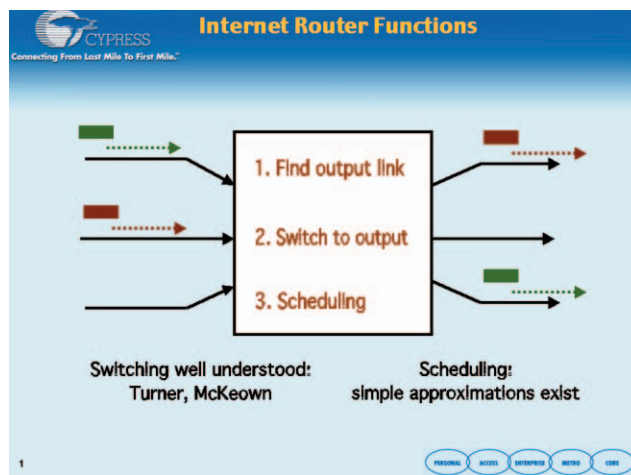 Internet Router Functions
CYPRESS
Connecting From Last Mile To First Mile.™
1. Find output link
2. Switch to output
3. Scheduling
Switching well understood:
Turner, McKeown
Scheduling:
simple approximations exist
1
PERSONAL ACCESS ENTERPRISE METRO CORE